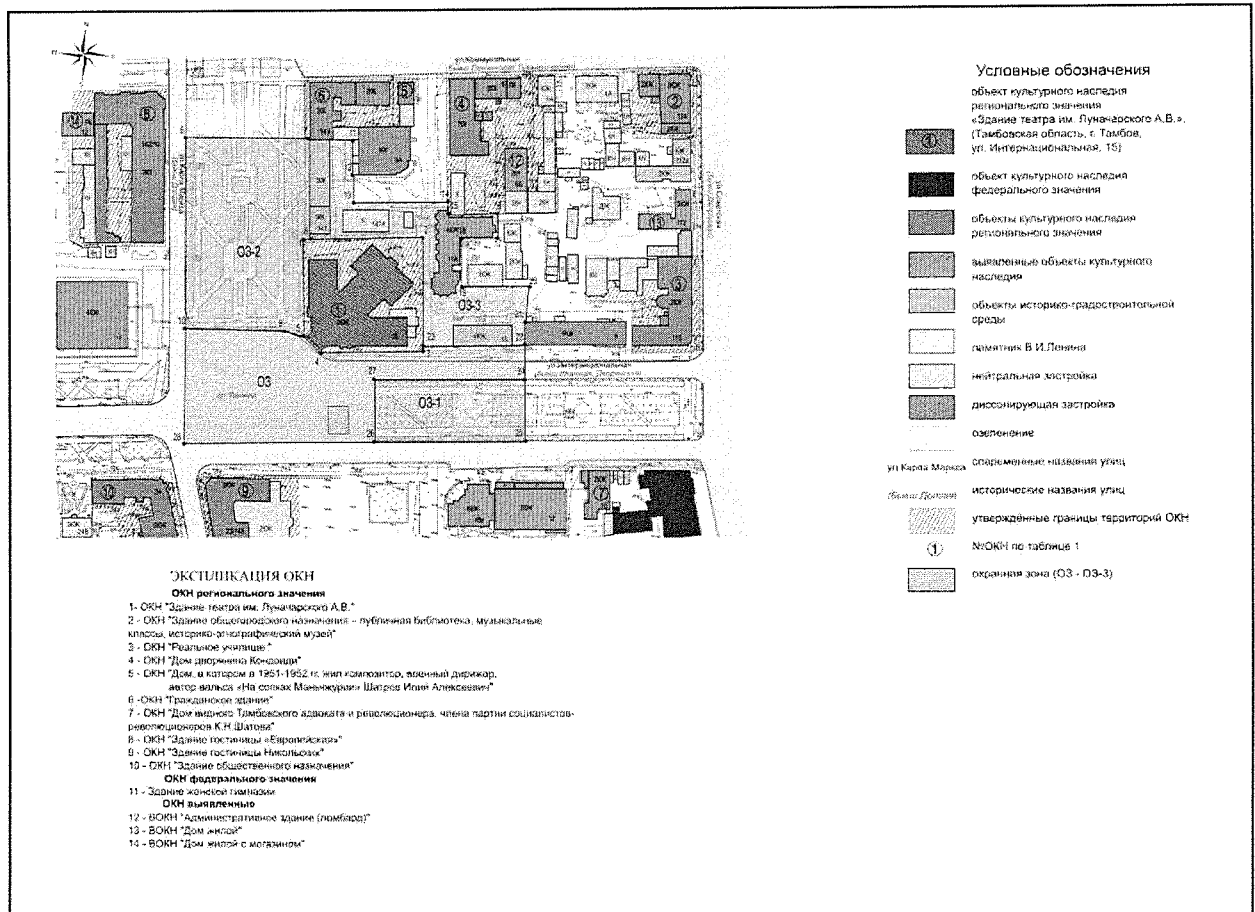 Условные обозначения
объект культурного наследия
регионального значения
«Здание театра им. Луначарского А.В.».
(Тамбовская область, г. Тамбов,
ул. Интернациональная, 15)
объект культурного наследия
федерального значения
объекты культурного наследия
регионального значения
выявленные объекты культурного
наследия
объекты историко-градостроительной
среды
памятник В.И.Ленина
нейтральная застройка
диссонирующая застройка
озеленение
ул Карла Маркса современные названия улиц
исторические названия улиц
утверждённые границы территорий ОКН
1 №ОКН по таблице 1
охранная зона (ОЗ - ОЗ-3)
ОЗ-2
ОЗ-3
ОЗ
ОЗ-1
ул.Интернациональная
ЭКСПЛИКАЦИЯ ОКН
ОКН регионального значения
1- ОКН "Здание театра им. Луначарского А.В."
2 - ОКН "Здание общегородского назначения – публичная библиотека, музыкальные
классы, историко-этнографический музей"
3 - ОКН "Реальное училище "
4 - ОКН "Дом дворянина Кондоиди"
5 - ОКН "Дом, в котором в 1951-1952 гг. жил композитор, военный дирижер,
автор вальса «На сопках Маньчжурии» Шатров Илий Алексеевич"
6 -ОКН "Гражданское здание"
7 - ОКН "Дом видного Тамбовского адвоката и революционера, члена партии социалистов-
революционеров К.Н.Шатова"
8 - ОКН "Здание гостиницы «Европейская»"
9 - ОКН "Здание гостиницы Никольских"
10 - ОКН "Здание общественного назначения"
ОКН федерального значения
11 - Здание женской гимназии
ОКН выявленные
12 - ВОКН "Административное здание (ломбард)"
13 - ВОКН "Дом жилой"
14 - ВОКН "Дом жилой с магазином"